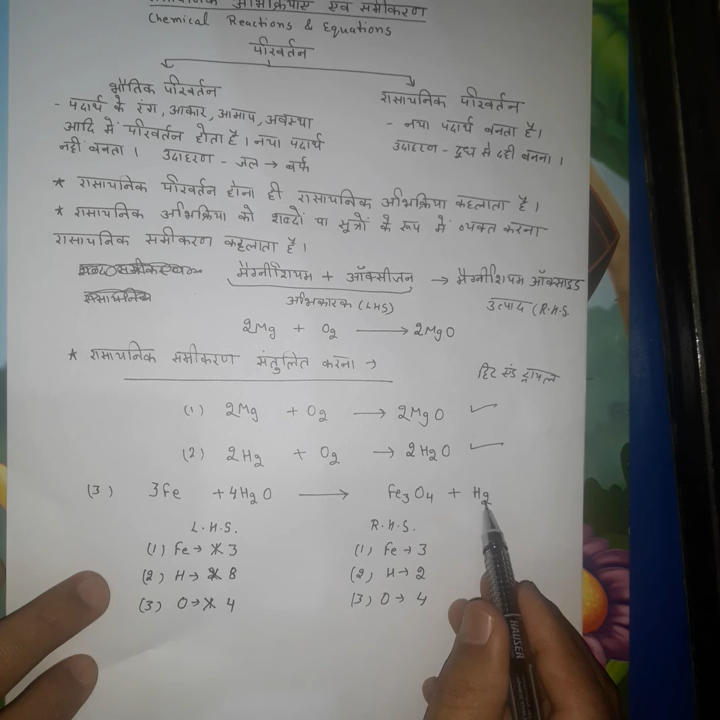 रासायनिक अभिक्रियाएँ एवं समीकरण
Chemical Reactions & Equations
परिवर्तन
भौतिक परिवर्तन
- पदार्थ के रंग, आकार, आमाप, अवस्था
आदि में परिवर्तन होता है। नया पदार्थ
नहीं बनता। उदाहरण - जल → बर्फ
रासायनिक परिवर्तन
- नया पदार्थ बनता है।
उदाहरण - दूध से दही बनना।
* रासायनिक परिवर्तन होना ही रासायनिक अभिक्रिया कहलाता है।
* रासायनिक अभिक्रिया को शब्दों या सूत्रों के रूप में व्यक्त करना
रासायनिक समीकरण कहलाता है।
मैग्नीशियम + ऑक्सीजन → मैग्नीशियम ऑक्साइड
अभिकारक (LHS) उत्पाद (R.H.S.
2Mg + O2 → 2MgO
* रासायनिक समीकरण संतुलित करना →
हिट एंड ट्रायल
(1) 2Mg + O2 → 2MgO ✓
(2) 2H2 + O2 → 2H2O ✓
(3) 3Fe + 4H2O → Fe3O4 + H2
L.H.S.
(1) Fe → 3
(2) H → 8
(3) O → 4
R.H.S.
(1) Fe → 3
(2) H → 2
(3) O → 4
HAUSER